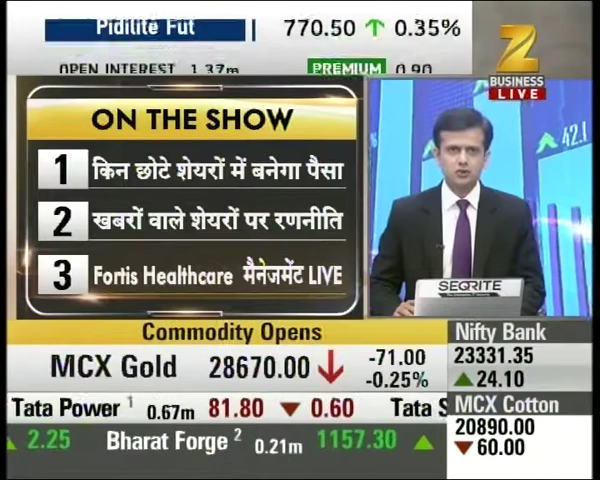 Pidilite Fut
770.50 0.35%
OPEN INTEREST 1.37m
PREMIUM 0.90
Z
BUSINESS
LIVE
ON THE SHOW
1 किन छोटे शेयरों में बनेगा पैसा
2 खबरों वाले शेयरों पर रणनीति
3 Fortis Healthcare मैनेजमेंट LIVE
42.1
SEQRITE
Commodity Opens
MCX Gold 28670.00 -71.00
-0.25%
Nifty Bank
23331.35
24.10
Tata Power 1 0.67m 81.80 0.60 Tata S
MCX Cotton
20890.00
60.00
2.25 Bharat Forge 2 0.21m 1157.30